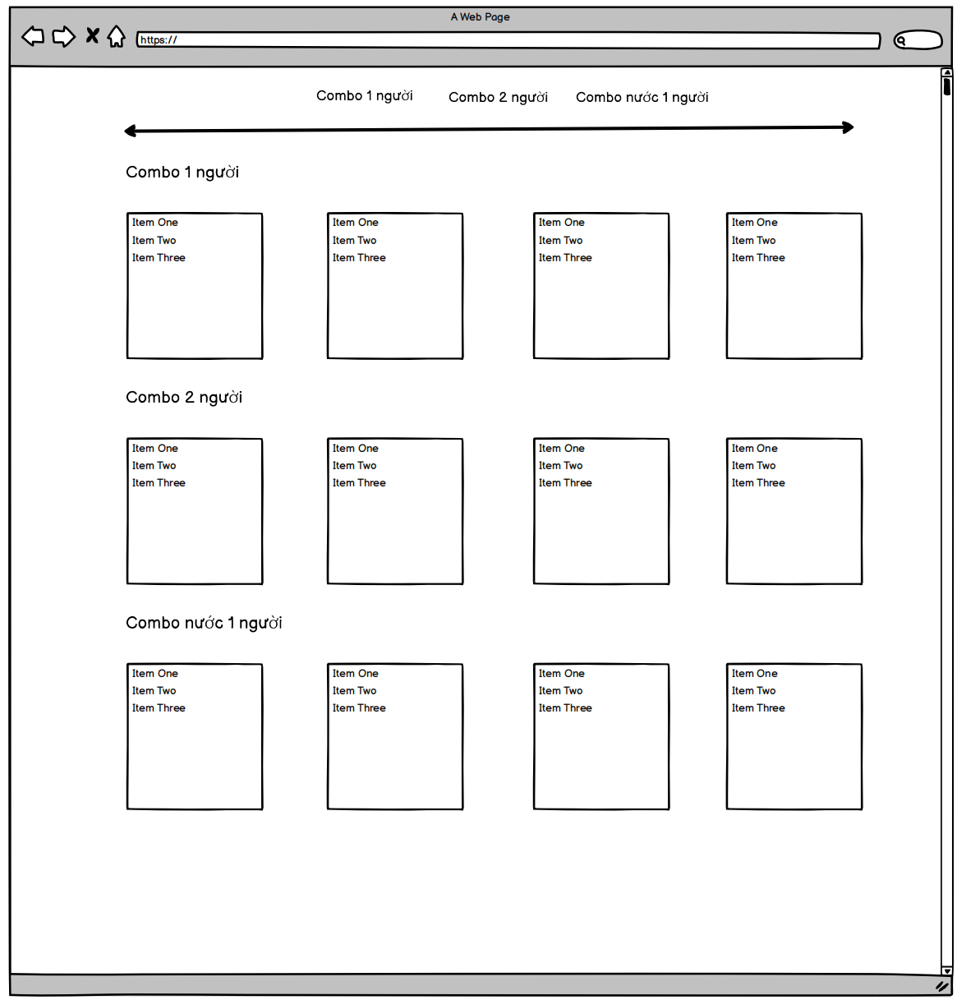 A Web Page
https://
Combo 1 người Combo 2 người Combo nước 1 người
Combo 1 người
Item One Item One Item One Item One
Item Two Item Two Item Two Item Two
Item Three Item Three Item Three Item Three
Combo 2 người
Item One Item One Item One Item One
Item Two Item Two Item Two Item Two
Item Three Item Three Item Three Item Three
Combo nước 1 người
Item One Item One Item One Item One
Item Two Item Two Item Two Item Two
Item Three Item Three Item Three Item Three